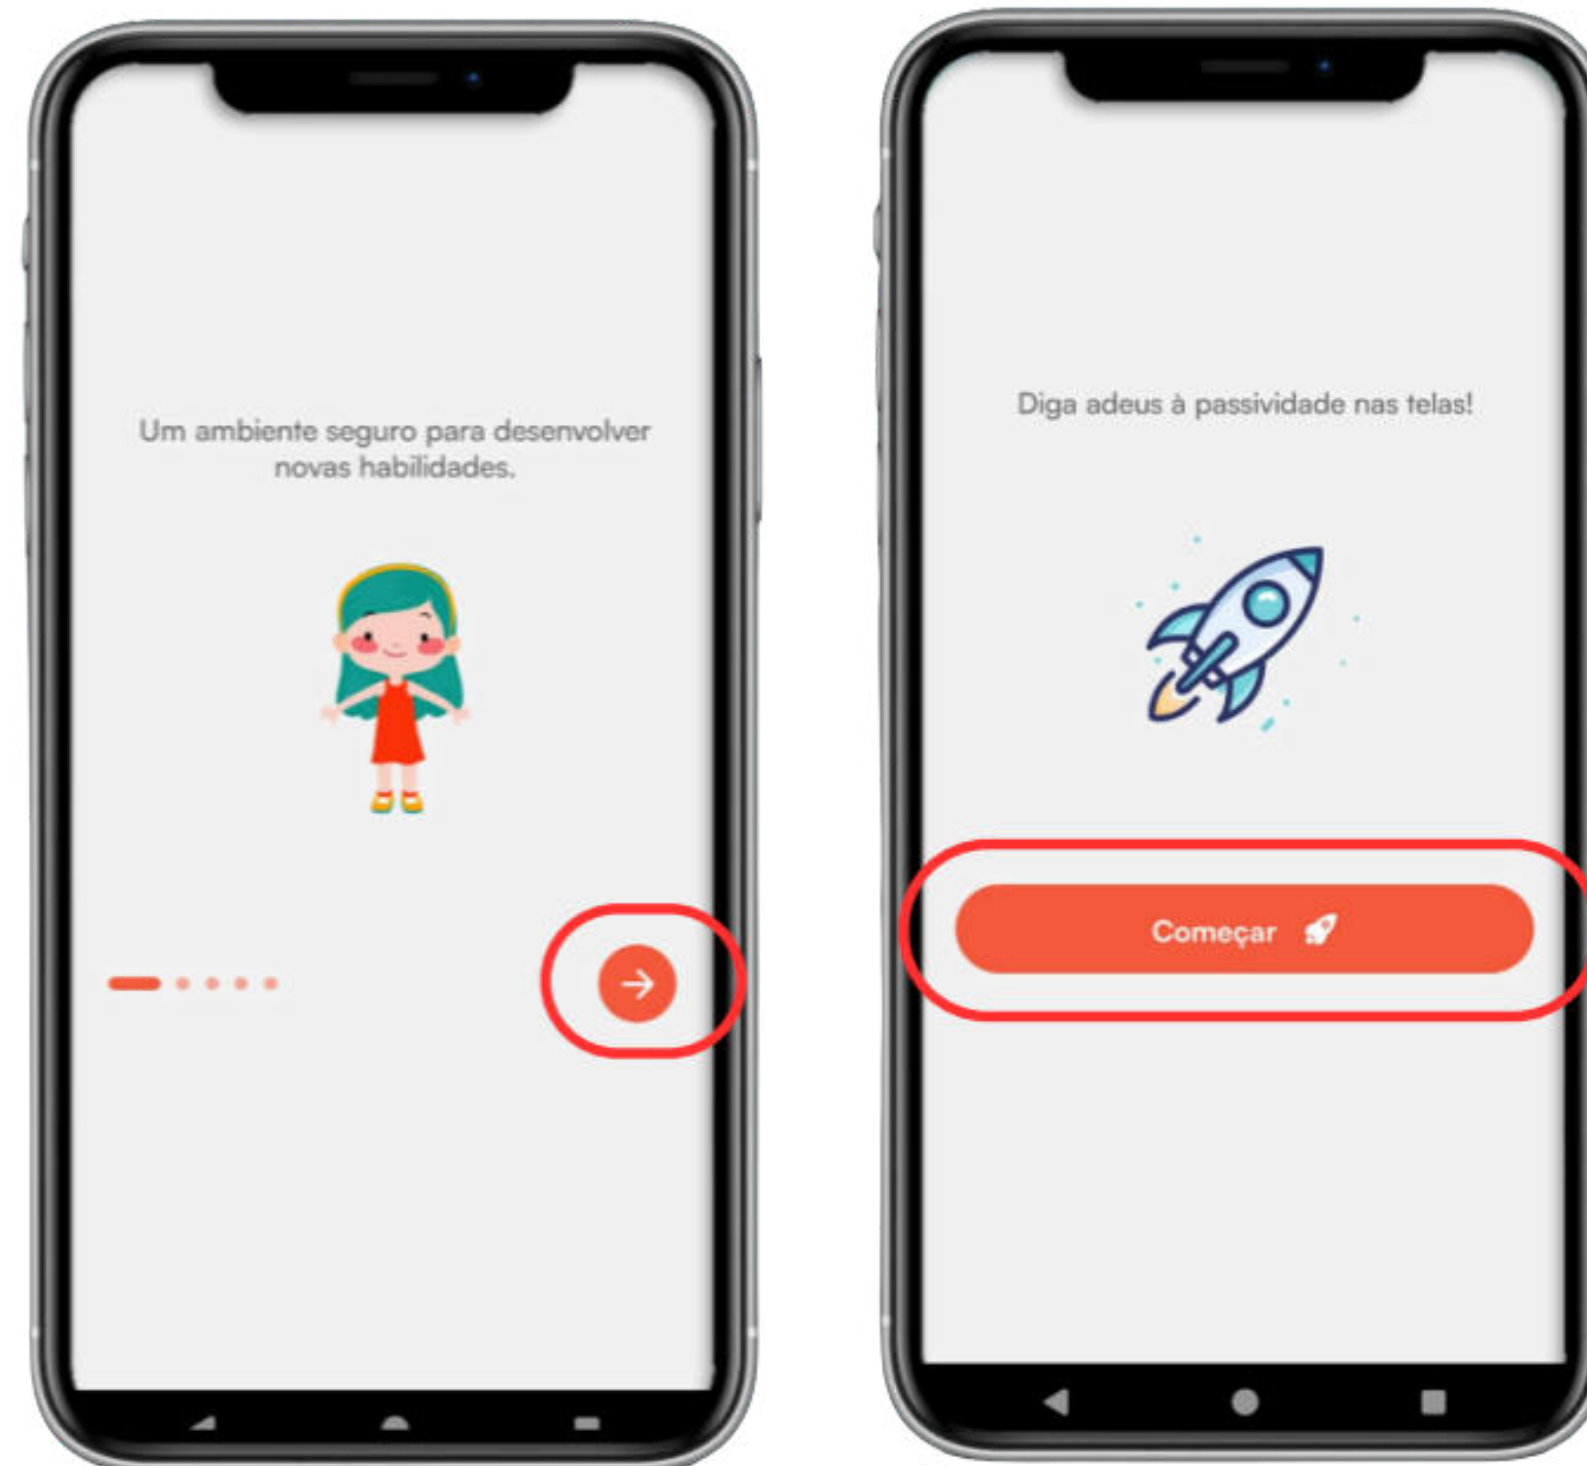 Um ambiente seguro para desenvolver
novas habilidades.
Diga adeus à passividade nas telas!
Começar